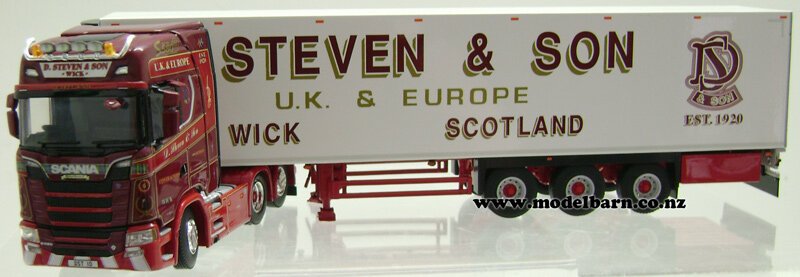 D. STEVEN & SON
WICK
U.K. & EUROPE
SCANIA
STEVEN & SON
U.K. & EUROPE
WICK SCOTLAND
DS
& SON
EST. 1920
www.modelbarn.co.nz